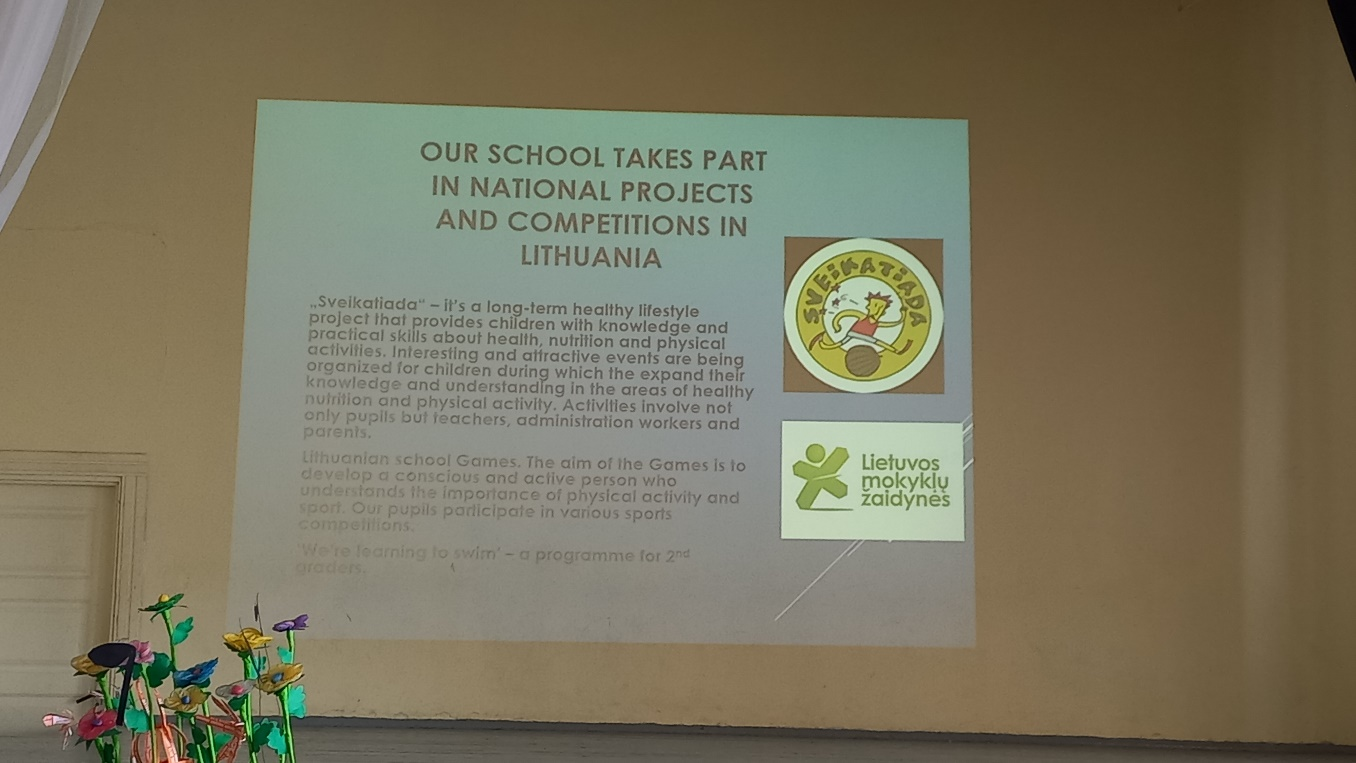 OUR SCHOOL TAKES PART
IN NATIONAL PROJECTS
AND COMPETITIONS IN
LITHUANIA
„Sveikatiada“ – it's a long-term healthy lifestyle
project that provides children with knowledge and
practical skills about health, nutrition and physical
activities. Interesting and attractive events are being
organized for children during which the expand their
knowledge and understanding in the areas of healthy
nutrition and physical activity. Activities involve not
only pupils but teachers, administration workers and
parents.
Lithuanian school Games. The aim of the Games is to
develop a conscious and active person who
understands the importance of physical activity and
sport. Our pupils participate in various sports
competitions.
'We're learning to swim' – a programme for 2nd
graders.
SVEIKATIADA
Lietuvos
mokyklų
žaidynės